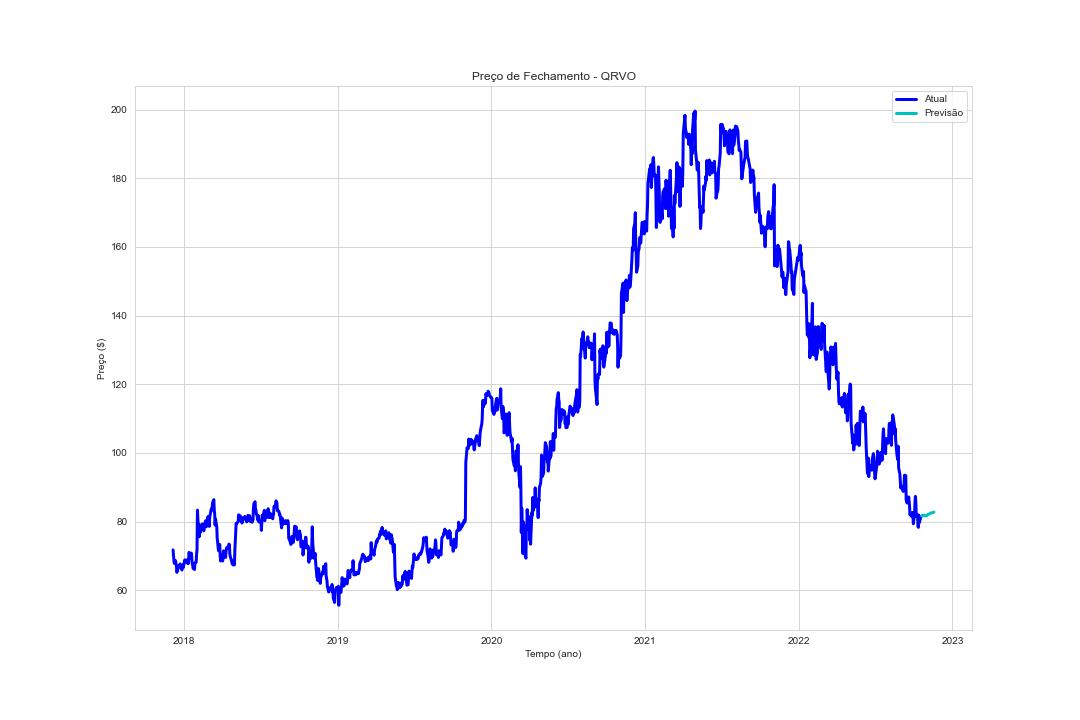 Preço de Fechamento - QRVO
Atual
Previsão
Preço ($)
200
180
160
140
120
100
80
60
2018
2019
2020
2021
2022
2023
Tempo (ano)